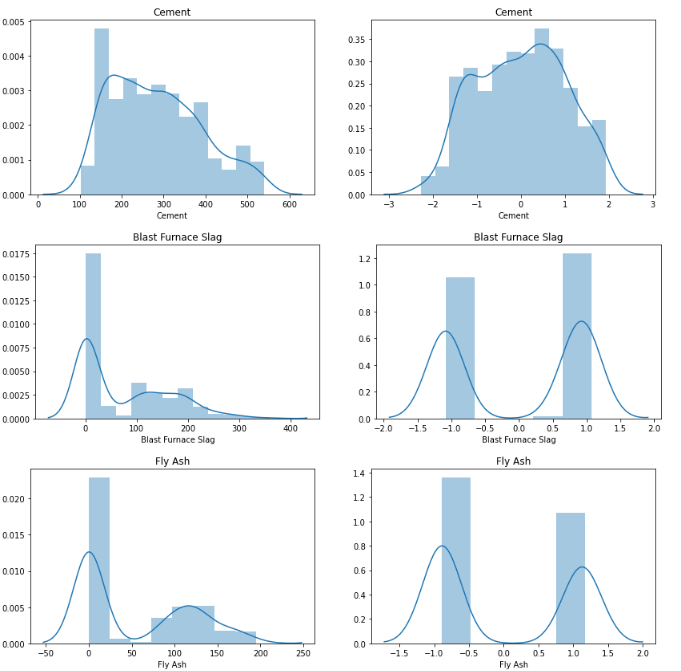 Cement
0.005
0.004
0.003
0.002
0.001
0.000
0 100 200 300 400 500 600
Cement
Cement
0.35
0.30
0.25
0.20
0.15
0.10
0.05
0.00
−3 −2 −1 0 1 2 3
Cement
Blast Furnace Slag
0.0175
0.0150
0.0125
0.0100
0.0075
0.0050
0.0025
0.0000
0 100 200 300 400
Blast Furnace Slag
Blast Furnace Slag
1.2
1.0
0.8
0.6
0.4
0.2
0.0
−2.0 −1.5 −1.0 −0.5 0.0 0.5 1.0 1.5 2.0
Blast Furnace Slag
Fly Ash
0.020
0.015
0.010
0.005
0.000
−50 0 50 100 150 200 250
Fly Ash
Fly Ash
1.4
1.2
1.0
0.8
0.6
0.4
0.2
0.0
−1.5 −1.0 −0.5 0.0 0.5 1.0 1.5 2.0
Fly Ash